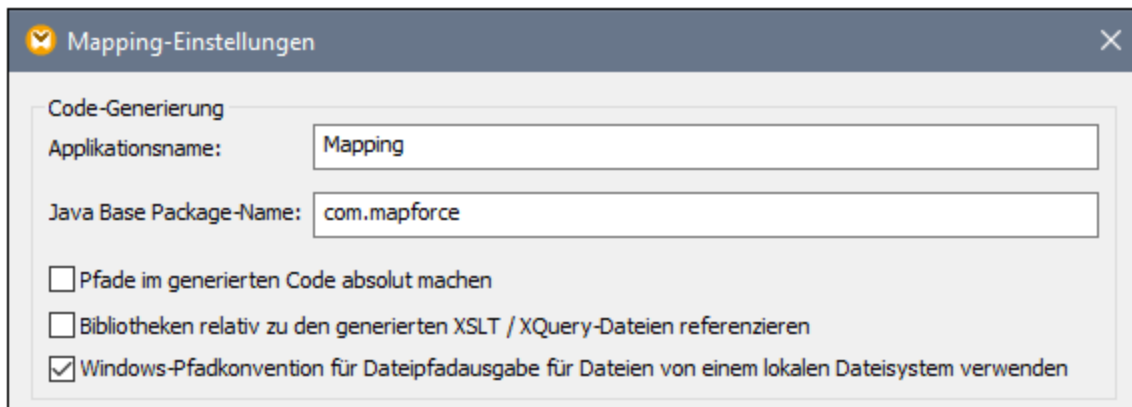 Mapping-Einstellungen
Code-Generierung
Applikationsname: Mapping
Java Base Package-Name: com.mapforce
Pfade im generierten Code absolut machen
Bibliotheken relativ zu den generierten XSLT / XQuery-Dateien referenzieren
Windows-Pfadkonvention für Dateipfadausgabe für Dateien von einem lokalen Dateisystem verwenden